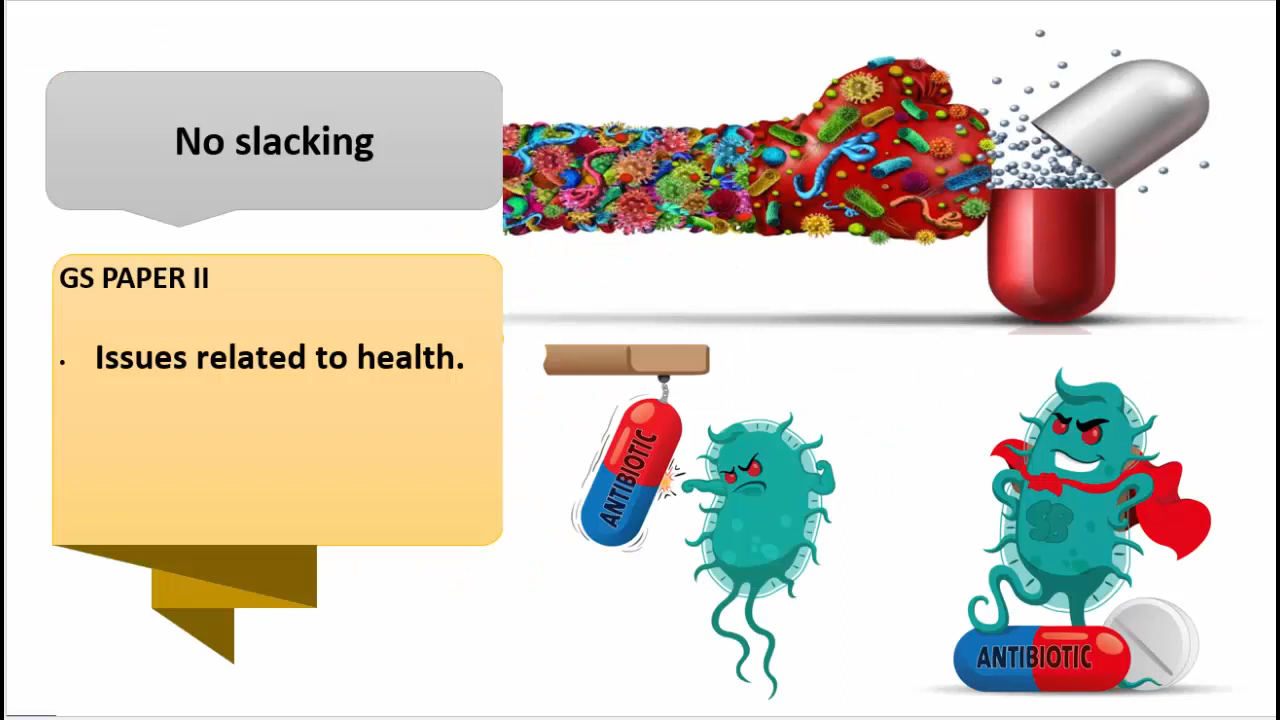 No slacking
GS PAPER II
. Issues related to health.
ANTIBIOTIC
ANTIBIOTIC